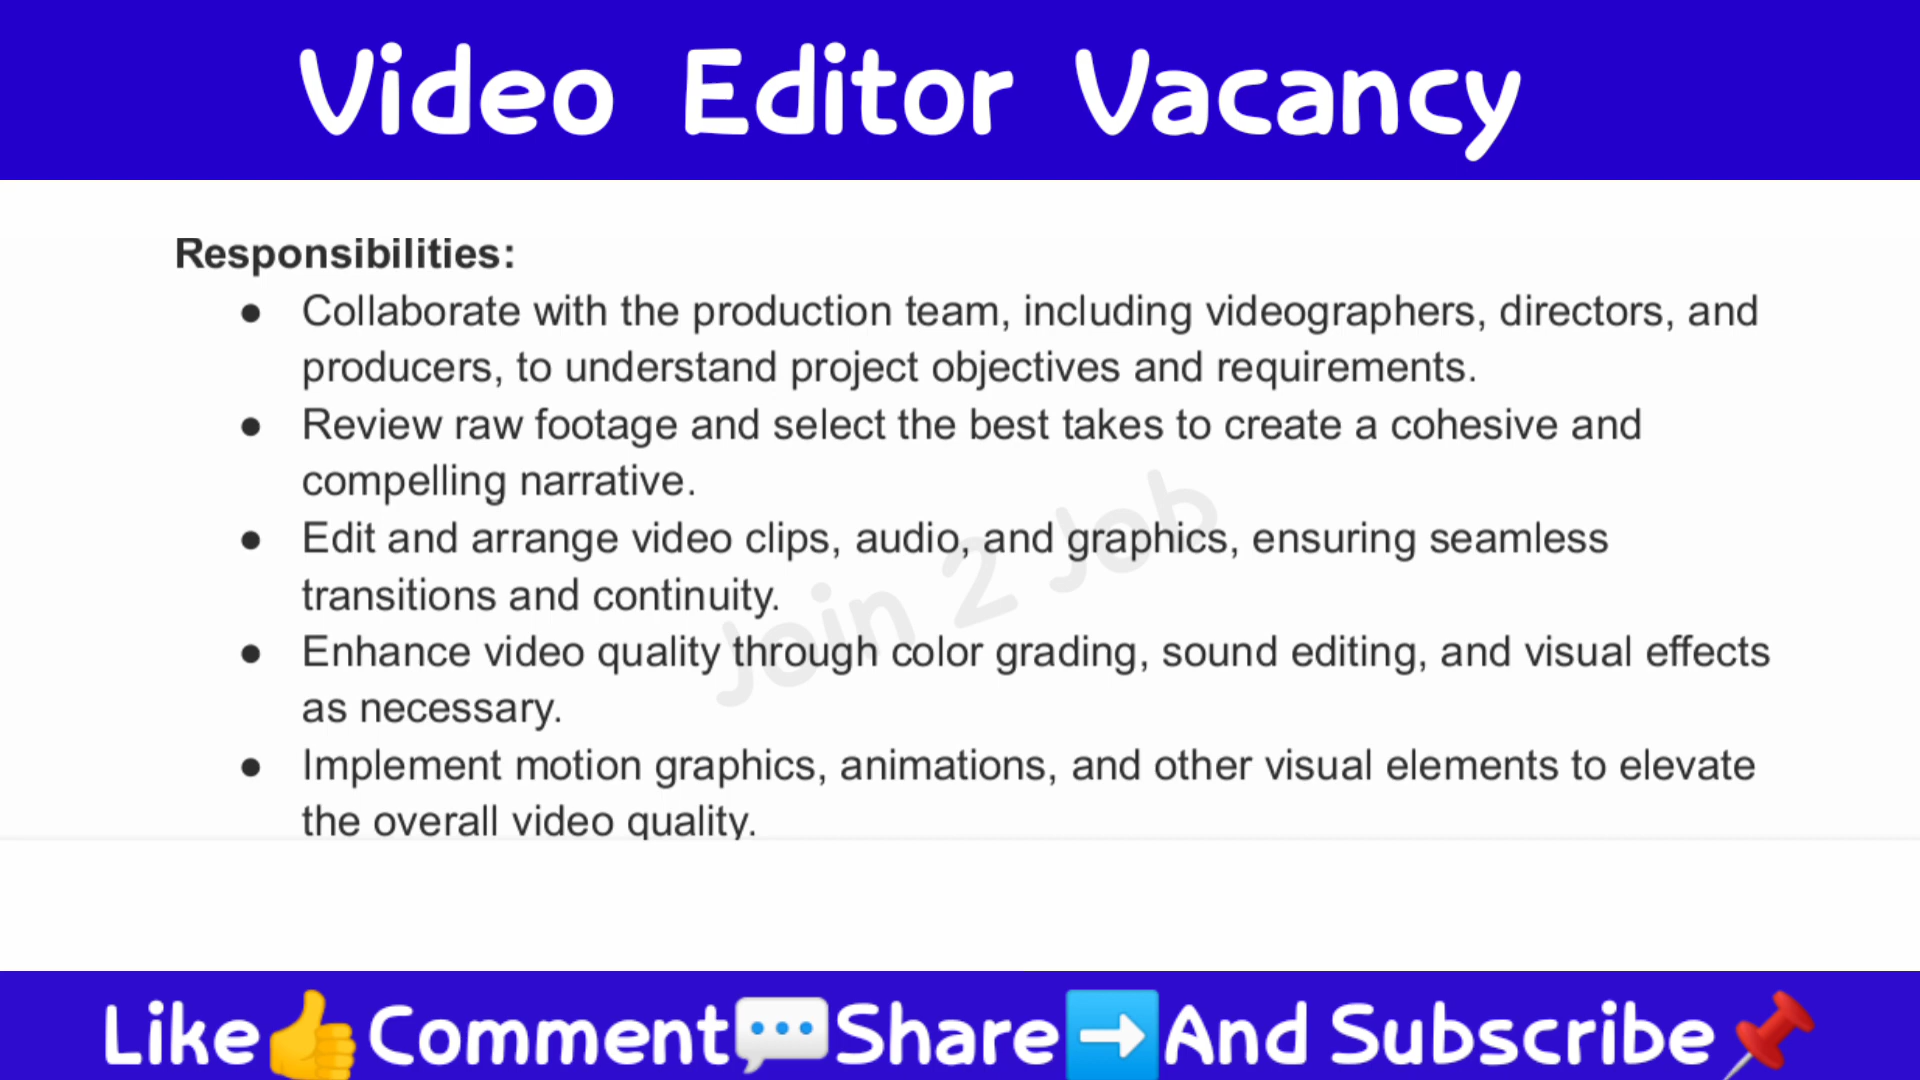 Video Editor Vacancy
Responsibilities:
● Collaborate with the production team, including videographers, directors, and
producers, to understand project objectives and requirements.
● Review raw footage and select the best takes to create a cohesive and
compelling narrative.
● Edit and arrange video clips, audio, and graphics, ensuring seamless
transitions and continuity.
● Enhance video quality through color grading, sound editing, and visual effects
as necessary.
● Implement motion graphics, animations, and other visual elements to elevate
the overall video quality.
Join 2 Job
Like👍Comment💬Share➡️And Subscribe📌